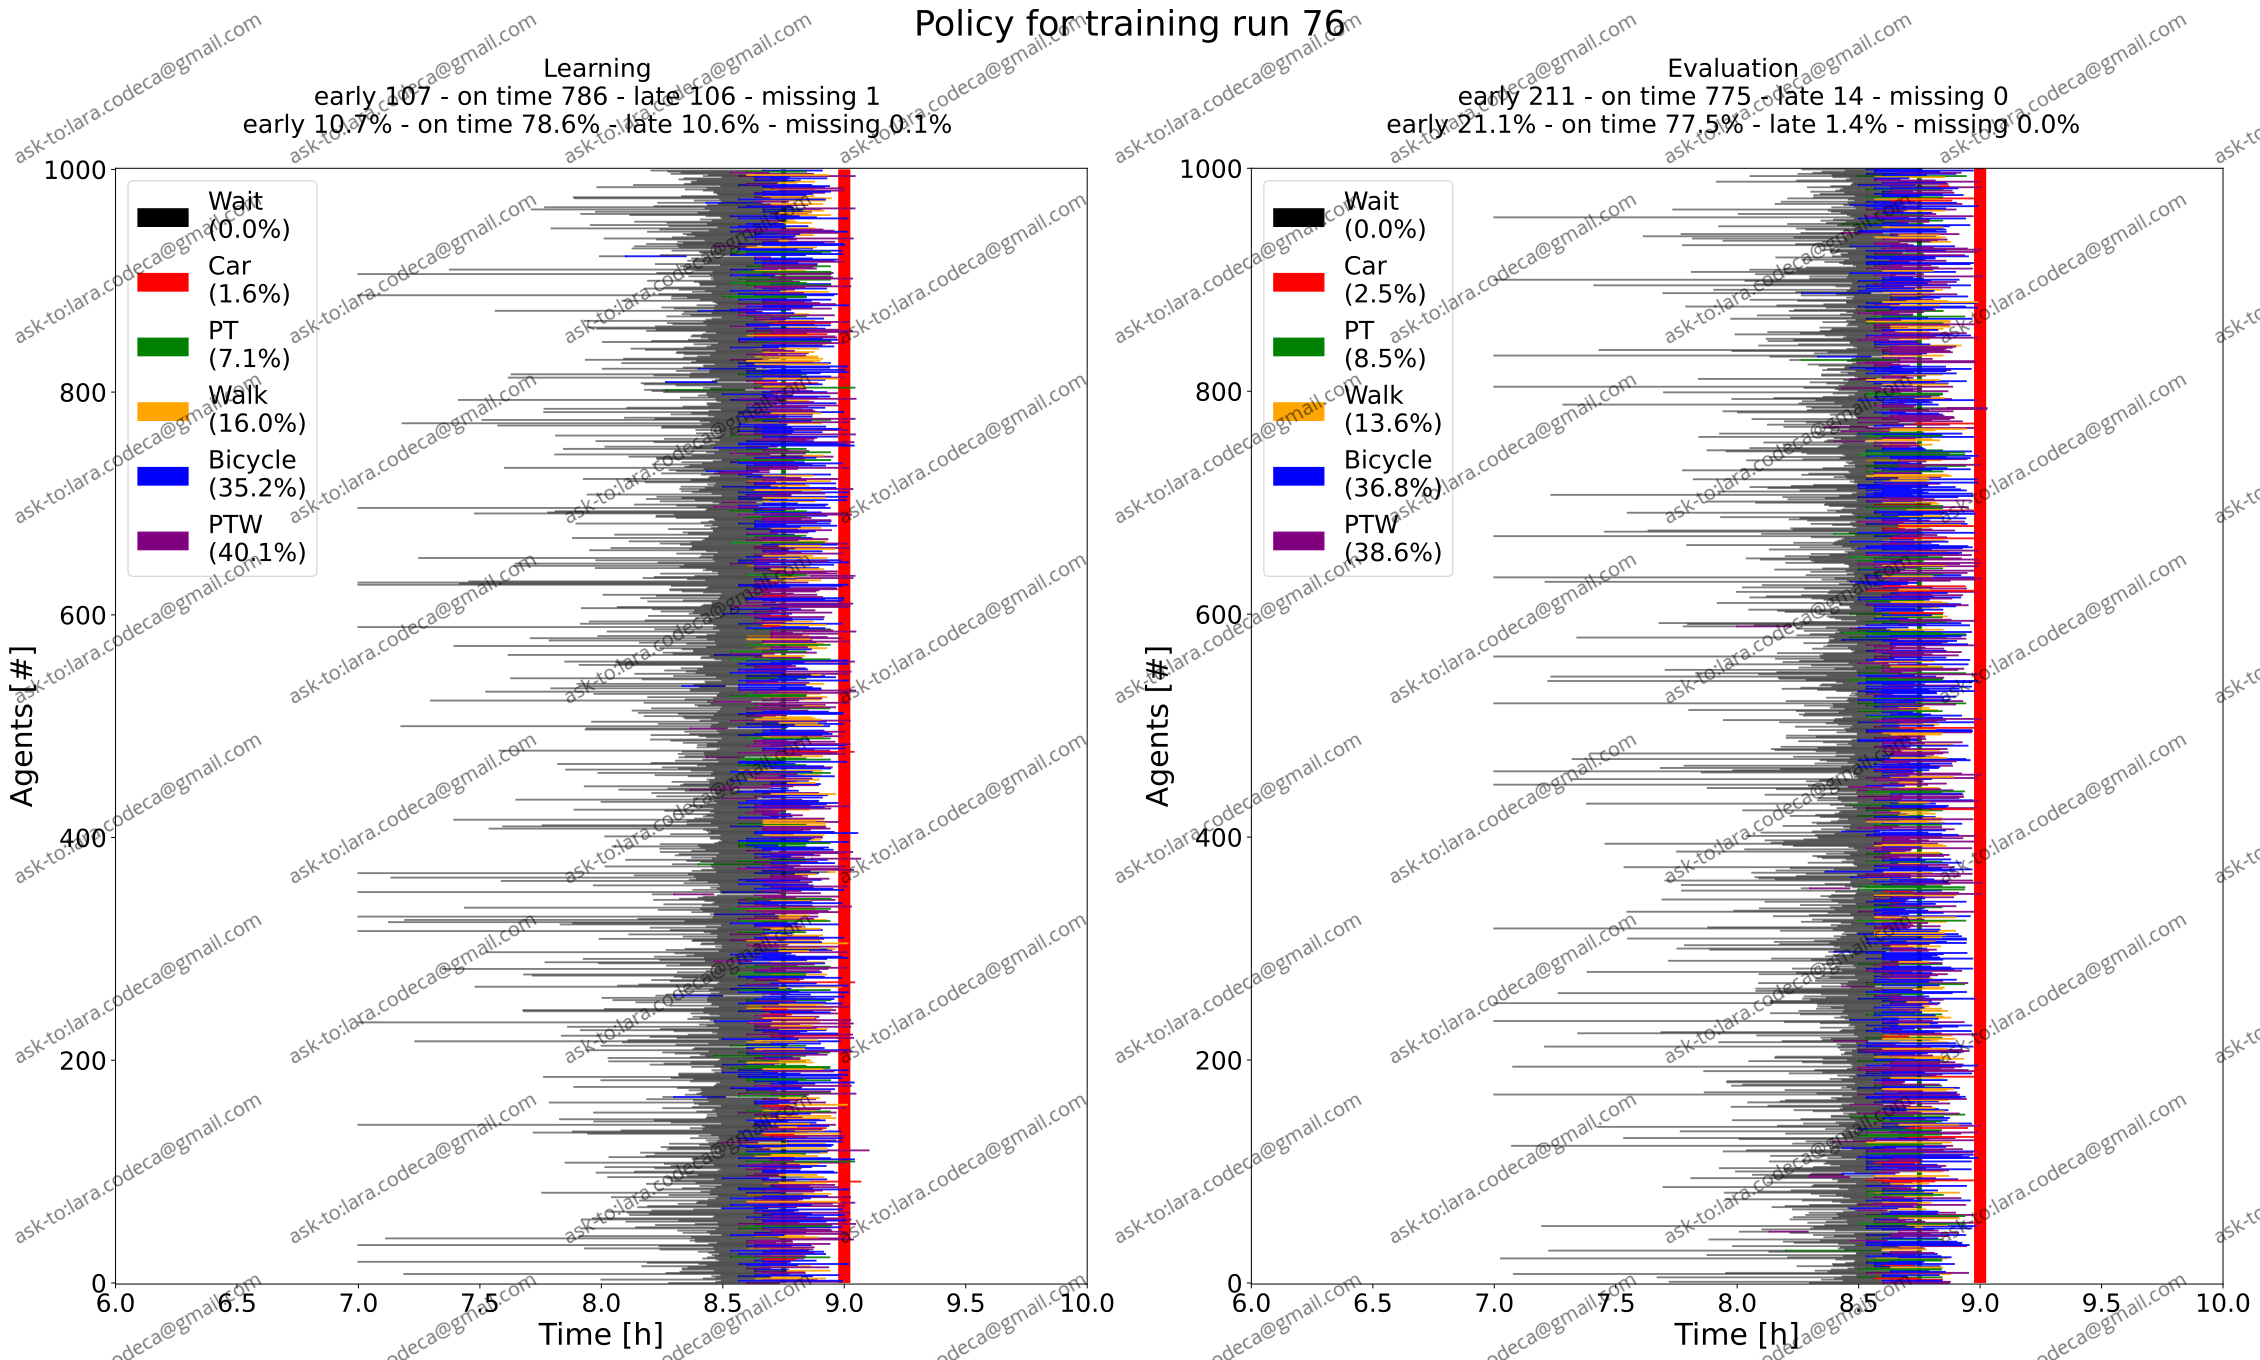 Policy for training run 76
Learning
early 107 - on time 786 - late 106 - missing 1
early 10.7% - on time 78.6% - late 10.6% - missing 0.1%
1000
800
600
400
200
0
Agents [#]
Wait
(0.0%)
Car
(1.6%)
PT
(7.1%)
Walk
(16.0%)
Bicycle
(35.2%)
PTW
(40.1%)
6.0 6.5 7.0 7.5 8.0 8.5 9.0 9.5 10.0
Time [h]
Evaluation
early 211 - on time 775 - late 14 - missing 0
early 21.1% - on time 77.5% - late 1.4% - missing 0.0%
1000
800
600
400
200
0
Agents [#]
Wait
(0.0%)
Car
(2.5%)
PT
(8.5%)
Walk
(13.6%)
Bicycle
(36.8%)
PTW
(38.6%)
6.0 6.5 7.0 7.5 8.0 8.5 9.0 9.5 10.0
Time [h]
ask-to:lara.codeca@gmail.com